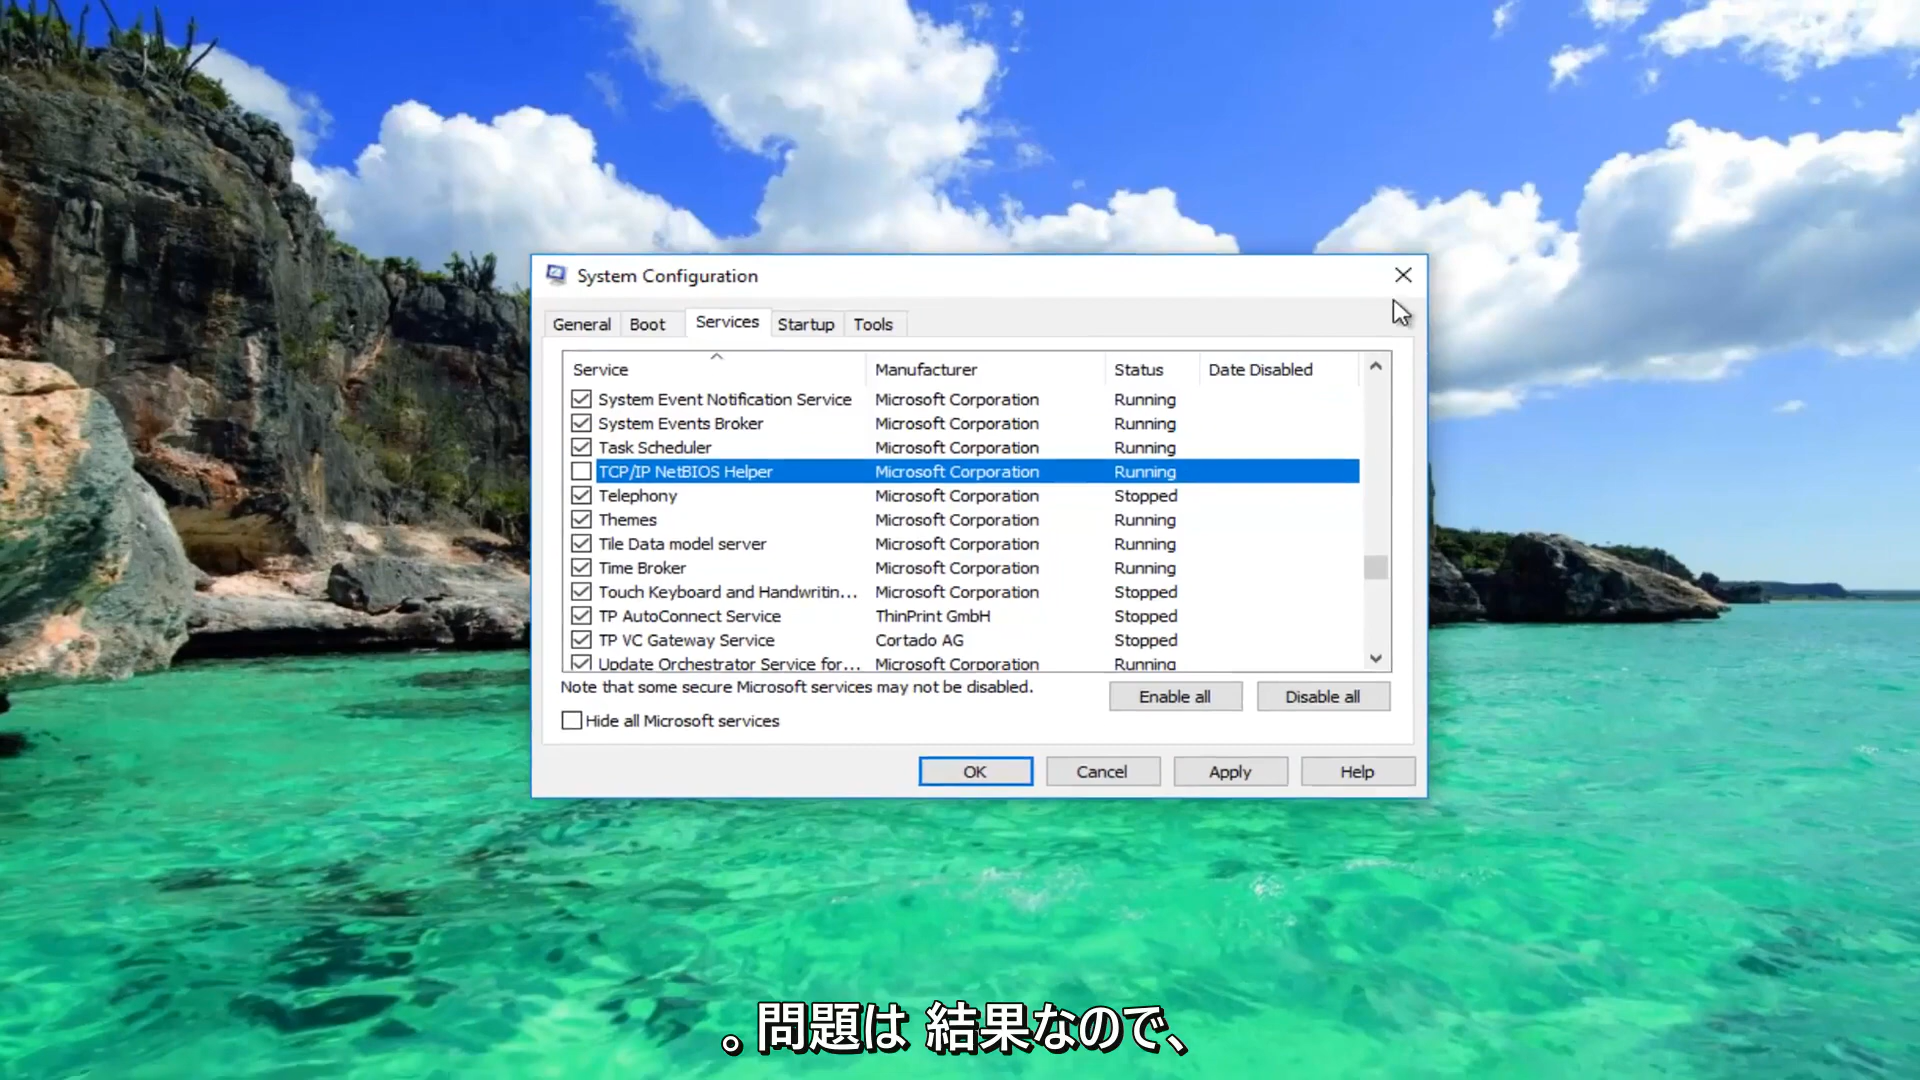 System Configuration
General Boot Services Startup Tools
Service Manufacturer Status Date Disabled
System Event Notification Service Microsoft Corporation Running
System Events Broker Microsoft Corporation Running
Task Scheduler Microsoft Corporation Running
TCP/IP NetBIOS Helper Microsoft Corporation Running
Telephony Microsoft Corporation Stopped
Themes Microsoft Corporation Running
Tile Data model server Microsoft Corporation Running
Time Broker Microsoft Corporation Running
Touch Keyboard and Handwritin... Microsoft Corporation Stopped
TP AutoConnect Service ThinPrint GmbH Stopped
TP VC Gateway Service Cortado AG Stopped
Update Orchestrator Service for... Microsoft Corporation Running
Note that some secure Microsoft services may not be disabled.
Enable all Disable all
Hide all Microsoft services
OK Cancel Apply Help
。問題は 結果なので、